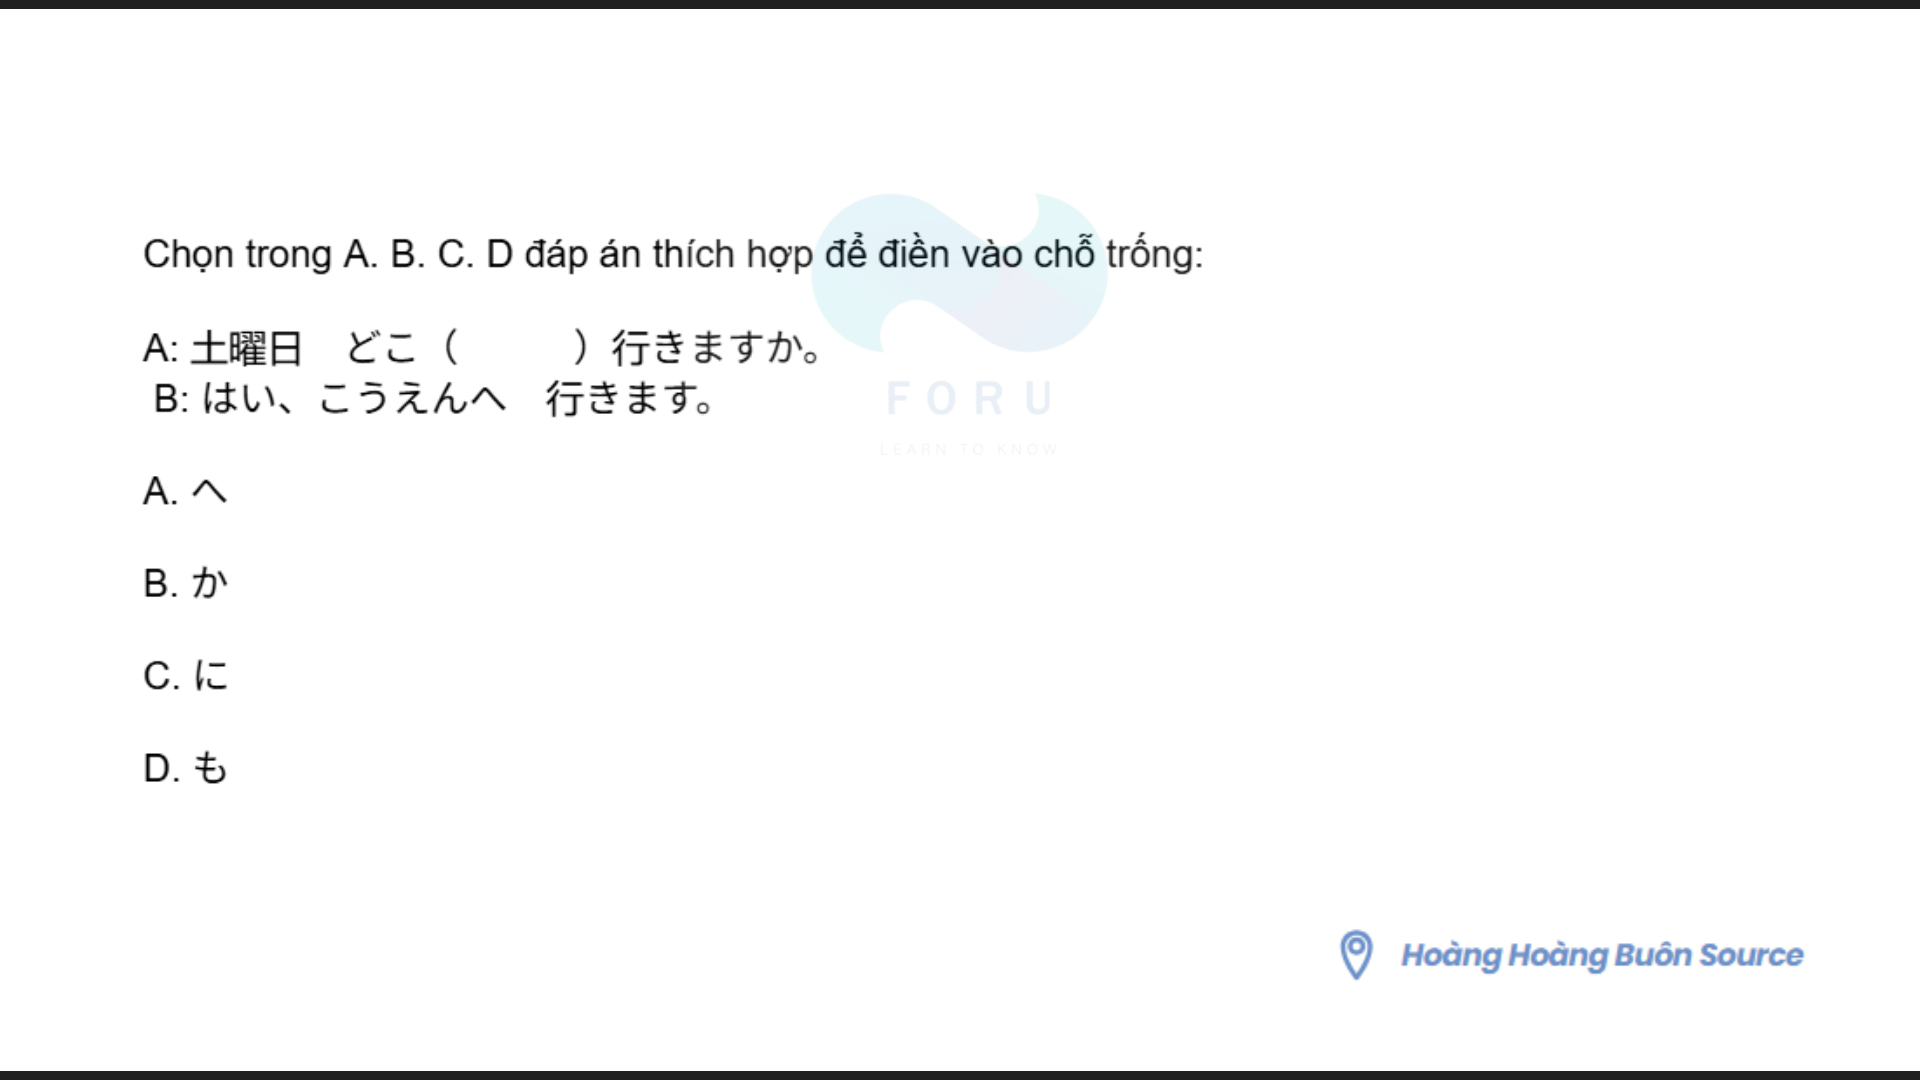 Chọn trong A. B. C. D đáp án thích hợp để điền vào chỗ trống:
A: 土曜日　どこ（　　　）行きますか。
B: はい、こうえんへ　行きます。
A. へ
B. か
C. に
D. も
FORU
LEARN TO KNOW
Hoàng Hoàng Buôn Source